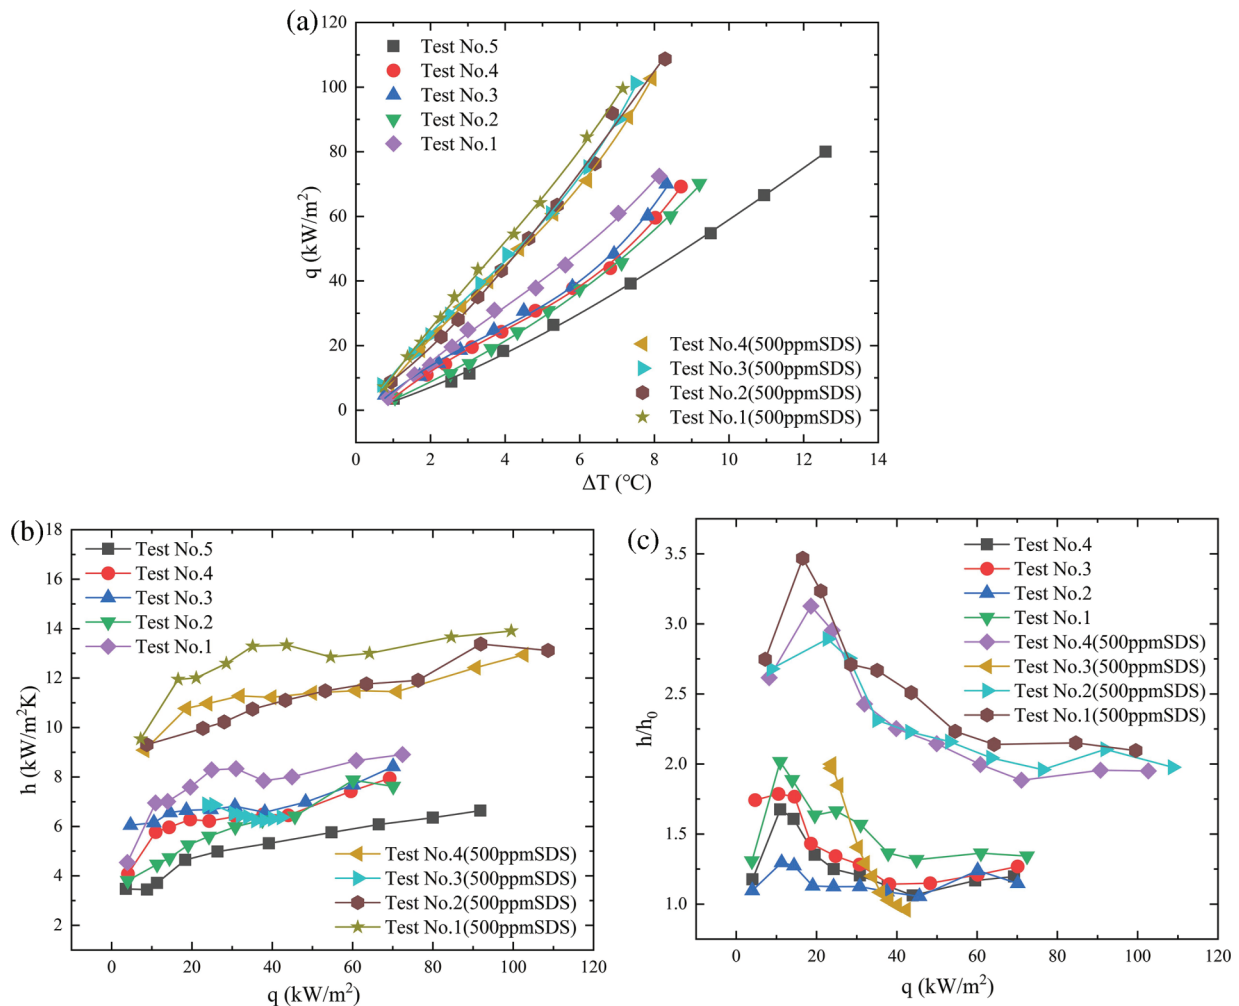 (a)
120
100
80
60
40
20
0
q (kW/m²)
Test No.5
Test No.4
Test No.3
Test No.2
Test No.1
Test No.4(500ppmSDS)
Test No.3(500ppmSDS)
Test No.2(500ppmSDS)
Test No.1(500ppmSDS)
0 2 4 6 8 10 12 14
ΔT (℃)
(b)
18
16
14
12
10
8
6
4
2
h (kW/m²K)
Test No.5
Test No.4
Test No.3
Test No.2
Test No.1
Test No.4(500ppmSDS)
Test No.3(500ppmSDS)
Test No.2(500ppmSDS)
Test No.1(500ppmSDS)
0 20 40 60 80 100 120
q (kW/m²)
(c)
3.5
3.0
2.5
2.0
1.5
1.0
h/h₀
Test No.4
Test No.3
Test No.2
Test No.1
Test No.4(500ppmSDS)
Test No.3(500ppmSDS)
Test No.2(500ppmSDS)
Test No.1(500ppmSDS)
0 20 40 60 80 100 120
q (kW/m²)